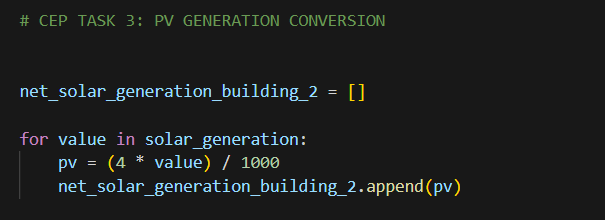 # CEP TASK 3: PV GENERATION CONVERSION
net_solar_generation_building_2 = []
for value in solar_generation:
    pv = (4 * value) / 1000
    net_solar_generation_building_2.append(pv)